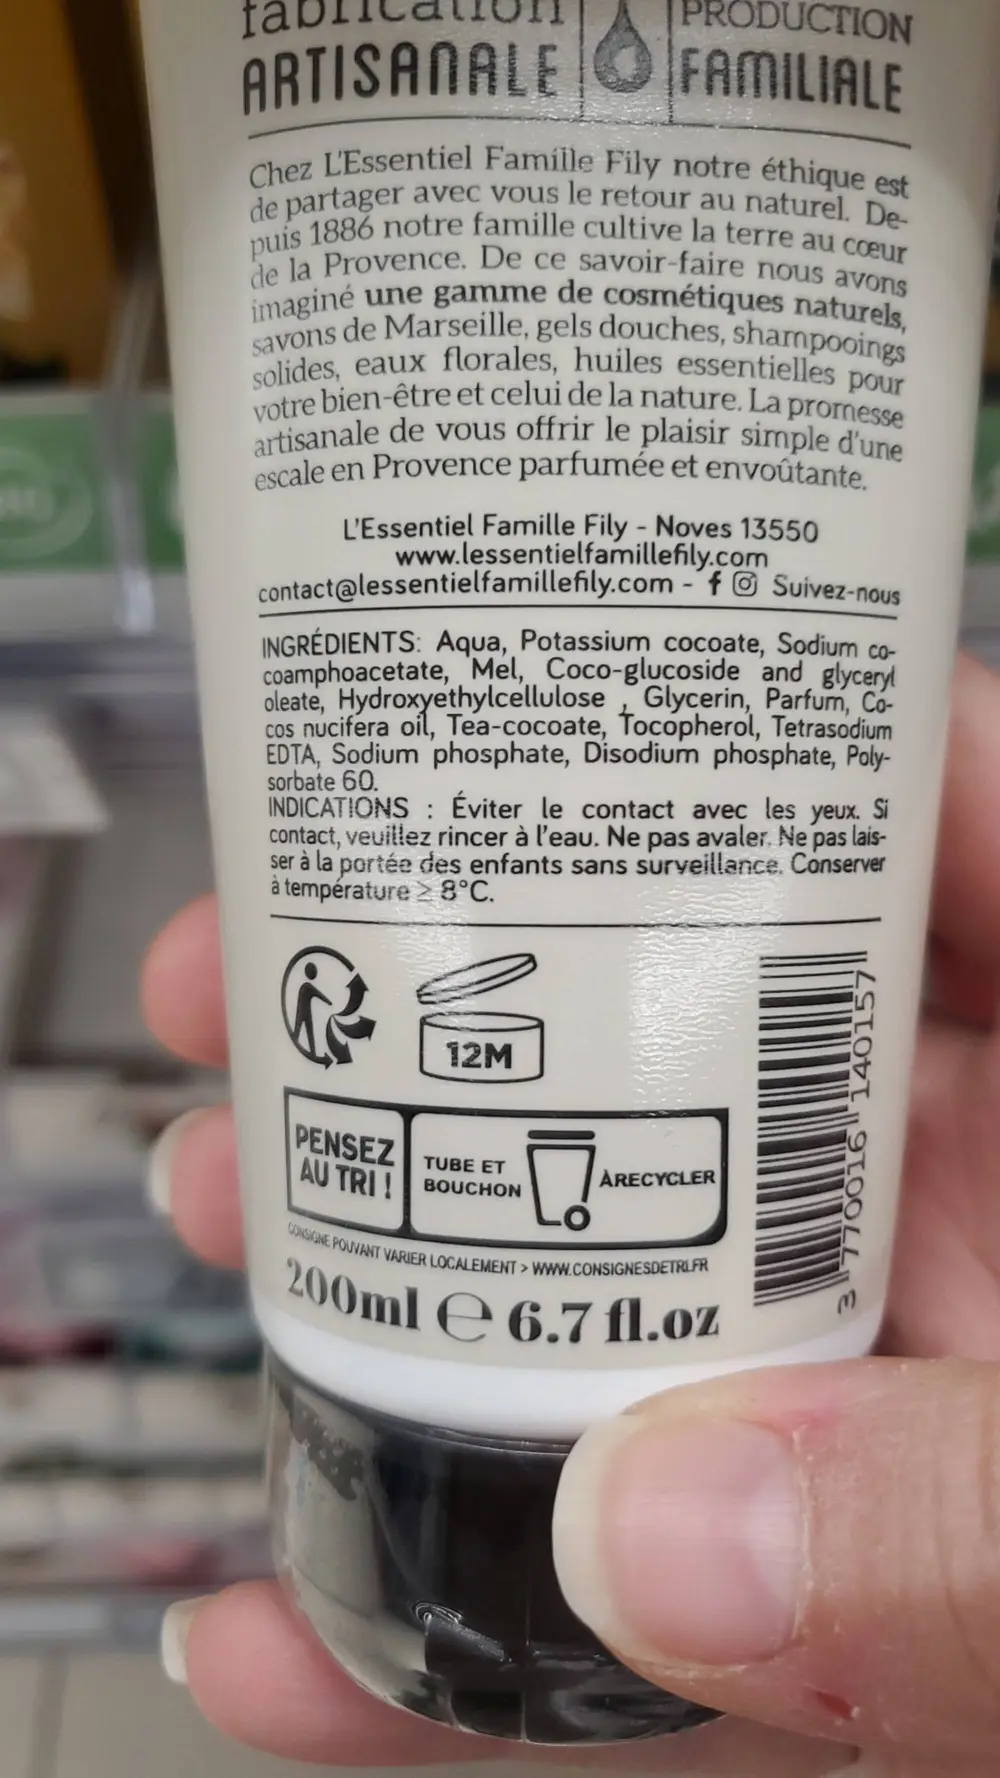 fabrication
ARTISANALE
PRODUCTION
FAMILIALE
Chez L'Essentiel Famille Fily notre éthique est
de partager avec vous le retour au naturel. De-
puis 1886 notre famille cultive la terre au cœur
de la Provence. De ce savoir-faire nous avons
imaginé une gamme de cosmétiques naturels,
savons de Marseille, gels douches, shampooings
solides, eaux florales, huiles essentielles pour
votre bien-être et celui de la nature. La promesse
artisanale de vous offrir le plaisir simple d'une
escale en Provence parfumée et envoûtante.
L'Essentiel Famille Fily - Noves 13550
www.lessentielfamillefily.com
contact@lessentielfamillefily.com - Suivez-nous
INGRÉDIENTS: Aqua, Potassium cocoate, Sodium co-
coamphoacetate, Mel, Coco-glucoside and glyceryl
oleate, Hydroxyethylcellulose , Glycerin, Parfum, Co-
cos nucifera oil, Tea-cocoate, Tocopherol, Tetrasodium
EDTA, Sodium phosphate, Disodium phosphate, Poly-
sorbate 60.
INDICATIONS : Éviter le contact avec les yeux. Si
contact, veuillez rincer à l'eau. Ne pas avaler. Ne pas lais-
ser à la portée des enfants sans surveillance. Conserver
à température ≥ 8°C.
12M
PENSEZ
AU TRI !
TUBE ET
BOUCHON
À RECYCLER
CONSIGNE POUVANT VARIER LOCALEMENT > WWW.CONSIGNESDETRI.FR
200ml ℮ 6.7 fl.oz
3 770016 140157